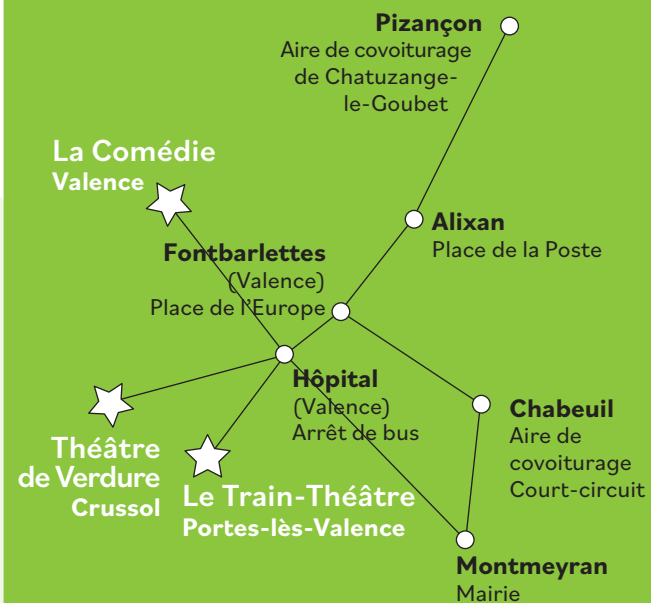 Pizançon
Aire de covoiturage
de Chatuzange-
le-Goubet
La Comédie
Valence
Alixan
Place de la Poste
Fontbarlettes
(Valence)
Place de l'Europe
Hôpital
(Valence)
Arrêt de bus
Chabeuil
Aire de
covoiturage
Court-circuit
Théâtre
de Verdure
Crussol
Le Train-Théâtre
Portes-lès-Valence
Montmeyran
Mairie